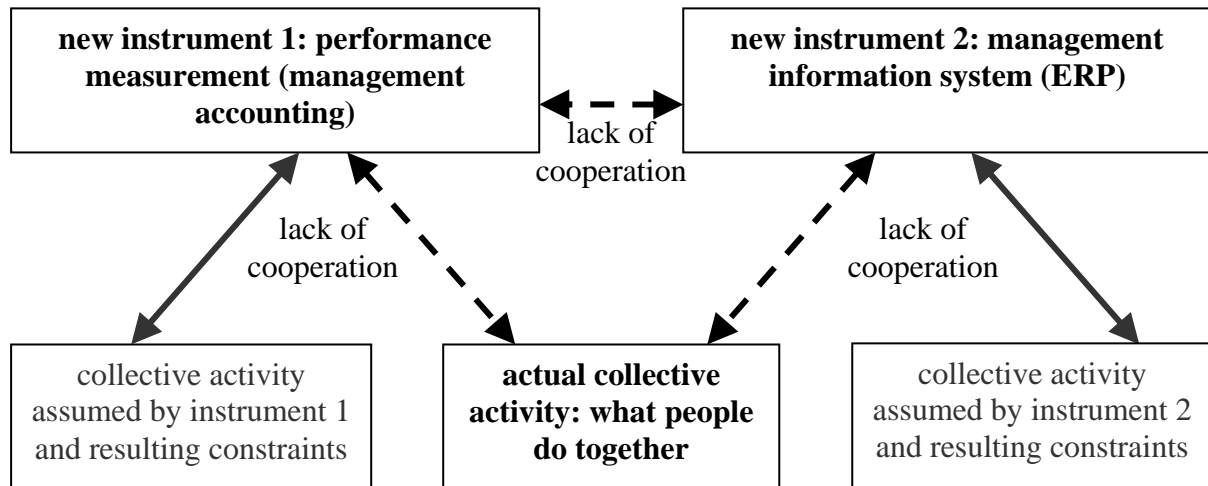 new instrument 1: performance
measurement (management
accounting)
new instrument 2: management
information system (ERP)
lack of
cooperation
lack of
cooperation
lack of
cooperation
collective activity
assumed by instrument 1
and resulting constraints
actual collective
activity: what people
do together
collective activity
assumed by instrument 2
and resulting constraints